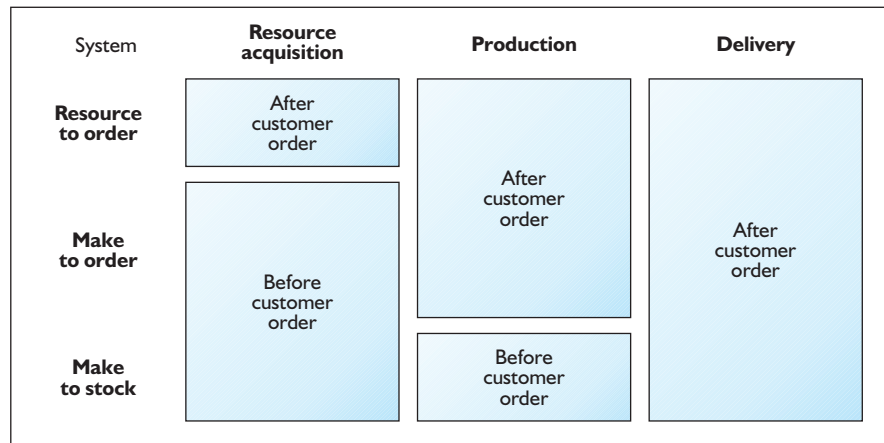 System
Resource
acquisition
Production
Delivery
Resource
to order
After
customer
order
After
customer
order
After
customer
order
Make
to order
Before
customer
order
Make
to stock
Before
customer
order